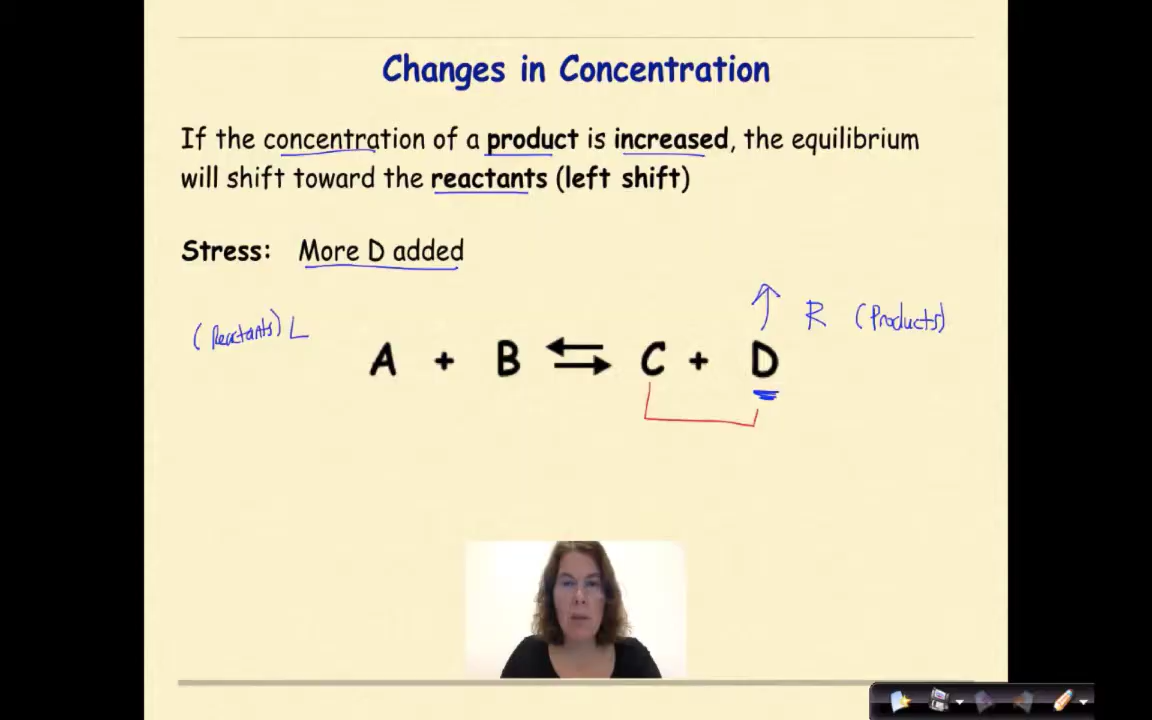 Changes in Concentration
If the concentration of a product is increased, the equilibrium
will shift toward the reactants (left shift)
Stress: More D added
(Reactants) L
R (Products)
A + B ⇄ C + D